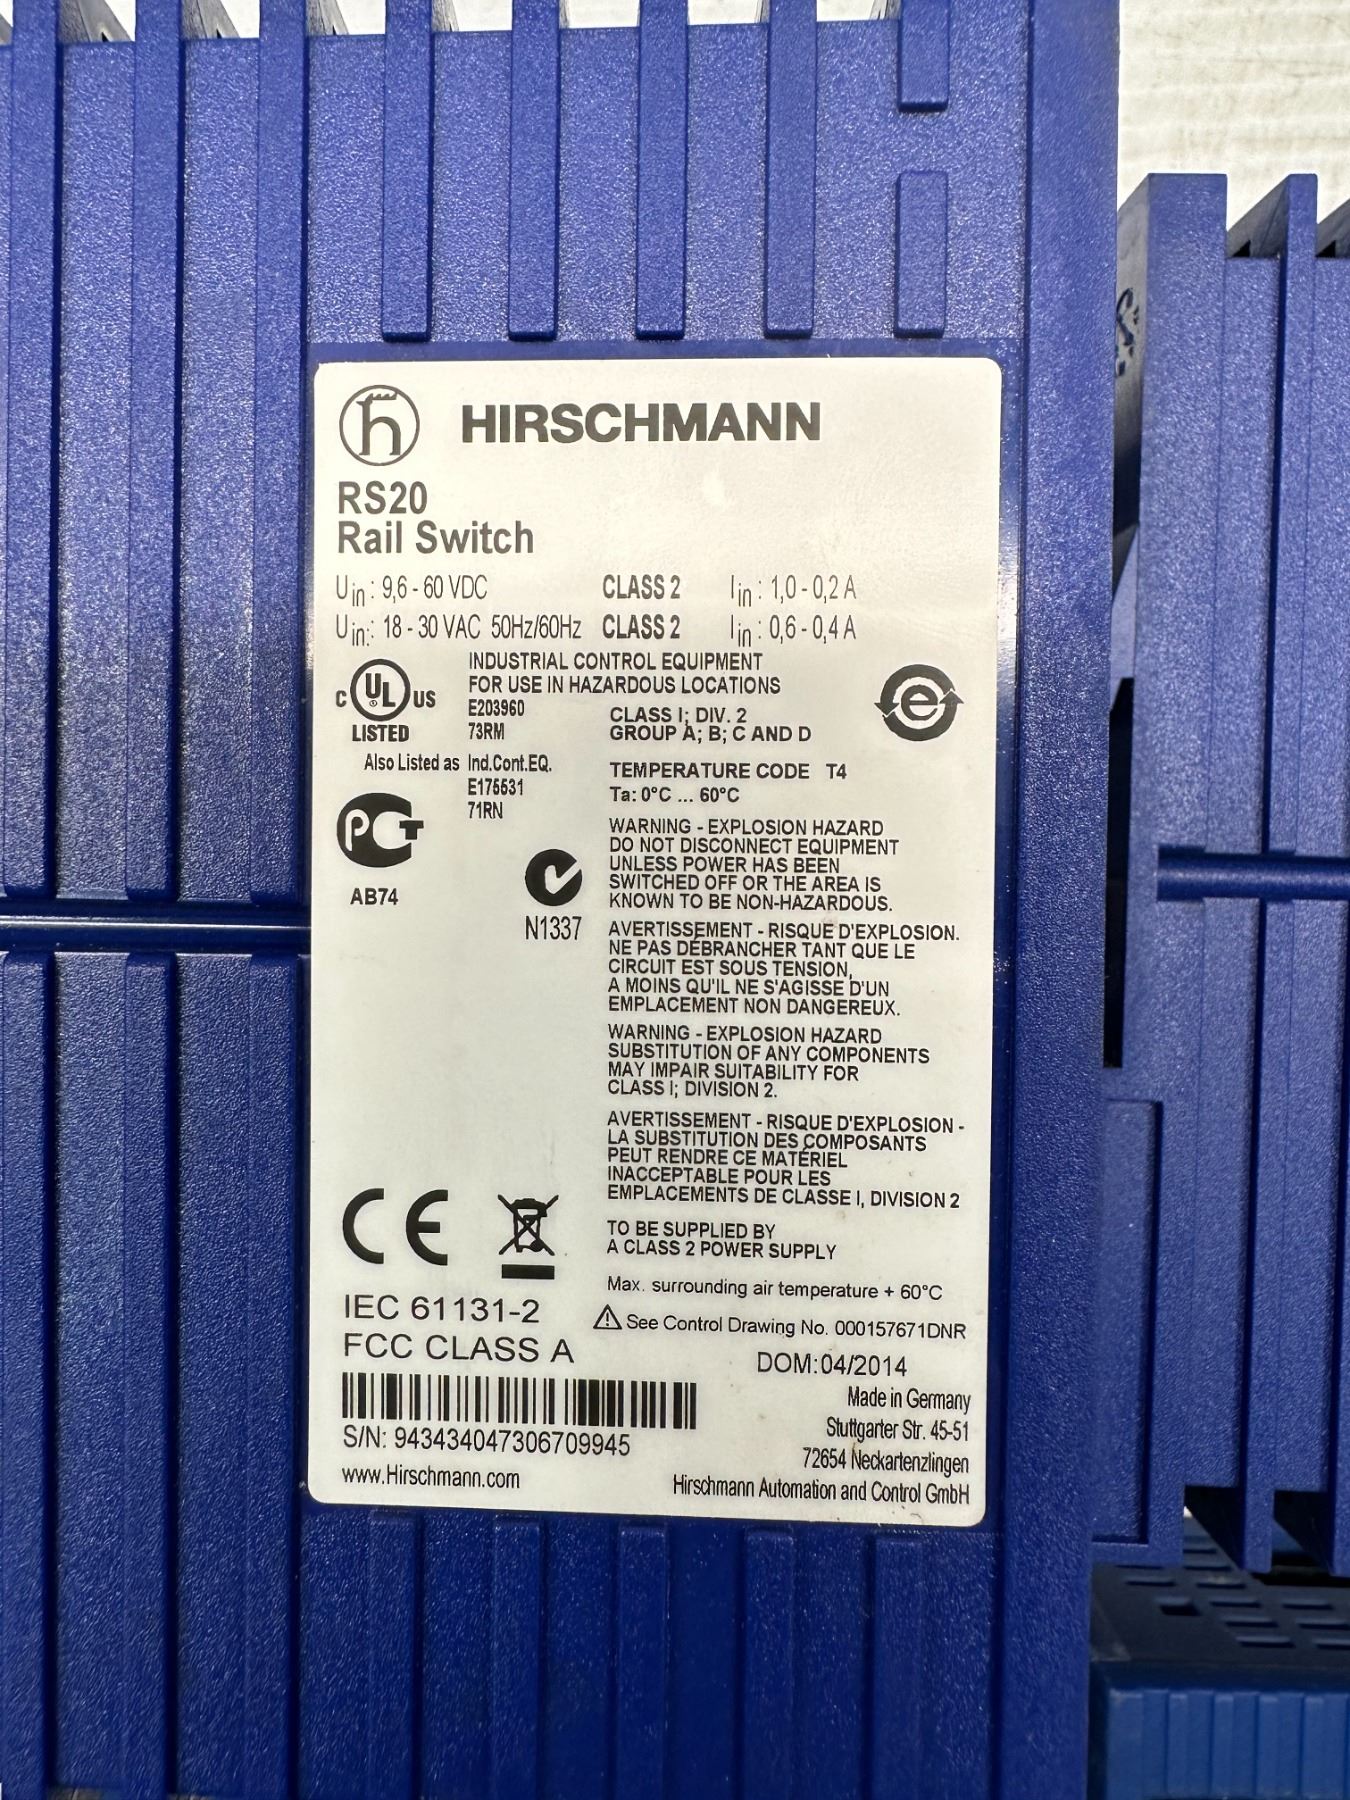 HIRSCHMANN
RS20
Rail Switch
Uin: 9,6 - 60 VDC CLASS 2 Iin: 1,0 - 0,2 A
Uin: 18 - 30 VAC 50Hz/60Hz CLASS 2 Iin: 0,6 - 0,4 A
INDUSTRIAL CONTROL EQUIPMENT
FOR USE IN HAZARDOUS LOCATIONS
C UL ® US
LISTED
E203960
73RM
CLASS I; DIV. 2
GROUP A; B; C AND D
Also Listed as Ind.Cont.EQ.
E175531
71RN
TEMPERATURE CODE T4
Ta: 0°C ... 60°C
AB74
N1337
WARNING - EXPLOSION HAZARD
DO NOT DISCONNECT EQUIPMENT
UNLESS POWER HAS BEEN
SWITCHED OFF OR THE AREA IS
KNOWN TO BE NON-HAZARDOUS.
AVERTISSEMENT - RISQUE D'EXPLOSION.
NE PAS DÉBRANCHER TANT QUE LE
CIRCUIT EST SOUS TENSION,
A MOINS QU'IL NE S'AGISSE D'UN
EMPLACEMENT NON DANGEREUX.
WARNING - EXPLOSION HAZARD
SUBSTITUTION OF ANY COMPONENTS
MAY IMPAIR SUITABILITY FOR
CLASS I; DIVISION 2.
AVERTISSEMENT - RISQUE D'EXPLOSION -
LA SUBSTITUTION DES COMPOSANTS
PEUT RENDRE CE MATÉRIEL
INACCEPTABLE POUR LES
EMPLACEMENTS DE CLASSE I, DIVISION 2
TO BE SUPPLIED BY
A CLASS 2 POWER SUPPLY
Max. surrounding air temperature + 60°C
See Control Drawing No. 000157671DNR
CE
IEC 61131-2
FCC CLASS A
DOM:04/2014
Made in Germany
Stuttgarter Str. 45-51
72654 Neckartenzlingen
Hirschmann Automation and Control GmbH
S/N: 943434047306709945
www.Hirschmann.com